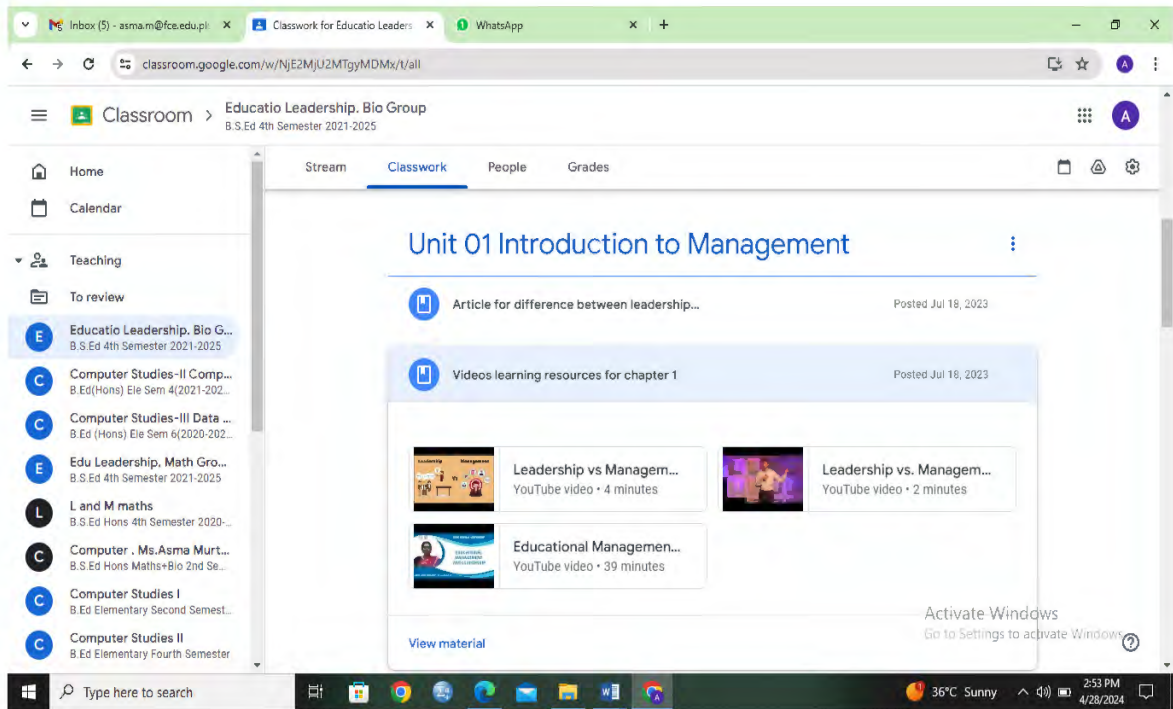 Inbox (5) - asma.m@fce.edu.pk
Classwork for Educatio Leaders
WhatsApp
classroom.google.com/w/NjE2MjU2MTgyMDMx/t/all
Classroom > Educatio Leadership. Bio Group
B.S.Ed 4th Semester 2021-2025
A
Home
Calendar
Teaching
To review
E Educatio Leadership. Bio G...
B.S.Ed 4th Semester 2021-2025
C Computer Studies-II Comp...
B.Ed(Hons) Ele Sem 4(2021-202...
C Computer Studies-III Data ...
B.Ed (Hons) Ele Sem 6(2020-202...
E Edu Leadership, Math Gro...
B.S.Ed 4th Semester 2021-2025
L L and M maths
B.S.Ed Hons 4th Semester 2020-...
C Computer . Ms.Asma Murt...
B.S.Ed Hons Maths+Bio 2nd Se...
C Computer Studies I
B.Ed Elementary Second Semest...
C Computer Studies II
B.Ed Elementary Fourth Semester
Stream Classwork People Grades
Unit 01 Introduction to Management
Article for difference between leadership... Posted Jul 18, 2023
Videos learning resources for chapter 1 Posted Jul 18, 2023
Leadership vs Managem...
YouTube video • 4 minutes
Leadership vs. Managem...
YouTube video • 2 minutes
Educational Managemen...
YouTube video • 39 minutes
View material
Activate Windows
Go to Settings to activate Windows.
Type here to search
36°C Sunny
2:53 PM
4/28/2024